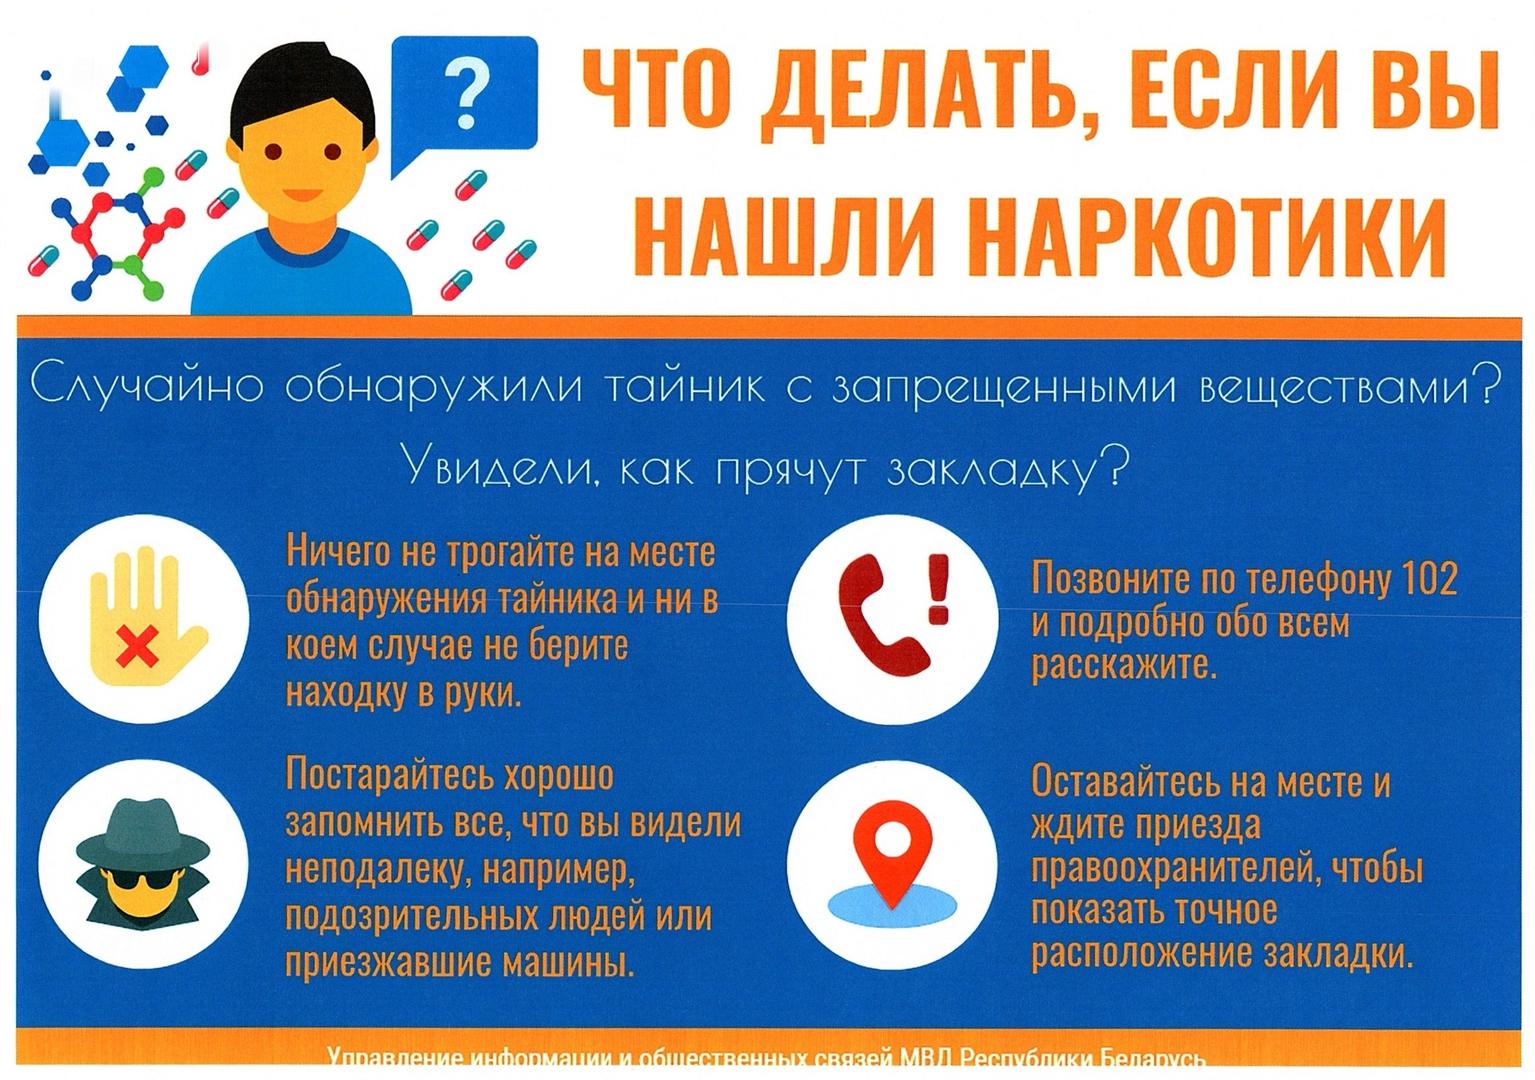 ?
ЧТО ДЕЛАТЬ, ЕСЛИ ВЫ
НАШЛИ НАРКОТИКИ
Случайно обнаружили тайник с запрещенными веществами?
Увидели, как прячут закладку?
Ничего не трогайте на месте
обнаружения тайника и ни в
коем случае не берите
находку в руки.
Позвоните по телефону 102
и подробно обо всем
расскажите.
Постарайтесь хорошо
запомнить все, что вы видели
неподалеку, например,
подозрительных людей или
приезжавшие машины.
Оставайтесь на месте и
ждите приезда
правоохранителей, чтобы
показать точное
расположение закладки.
Управление информации и общественных связей МВД Республики Беларусь